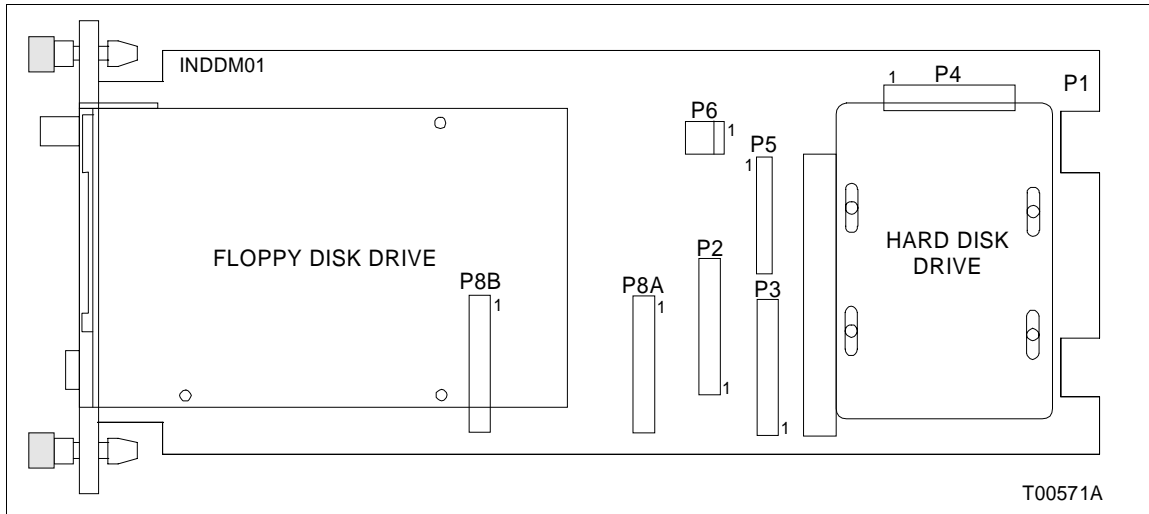 INDDM01
1
P4
P1
P6
1
P5
1
FLOPPY DISK DRIVE
HARD DISK
DRIVE
P2
P8B
1
P8A
1
P3
1
1
T00571A